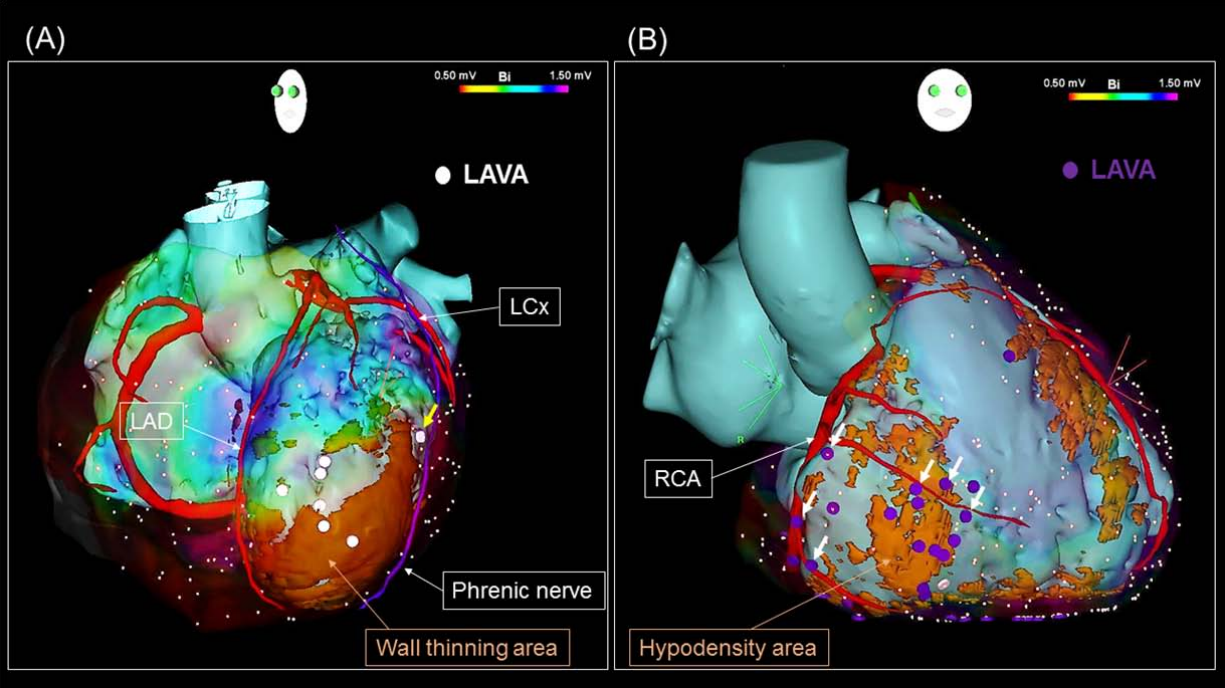 (A)
0.50 mV Bi 1.50 mV
LAVA
LCx
LAD
Phrenic nerve
Wall thinning area
(B)
0.50 mV Bi 1.50 mV
LAVA
RCA
R
Hypodensity area